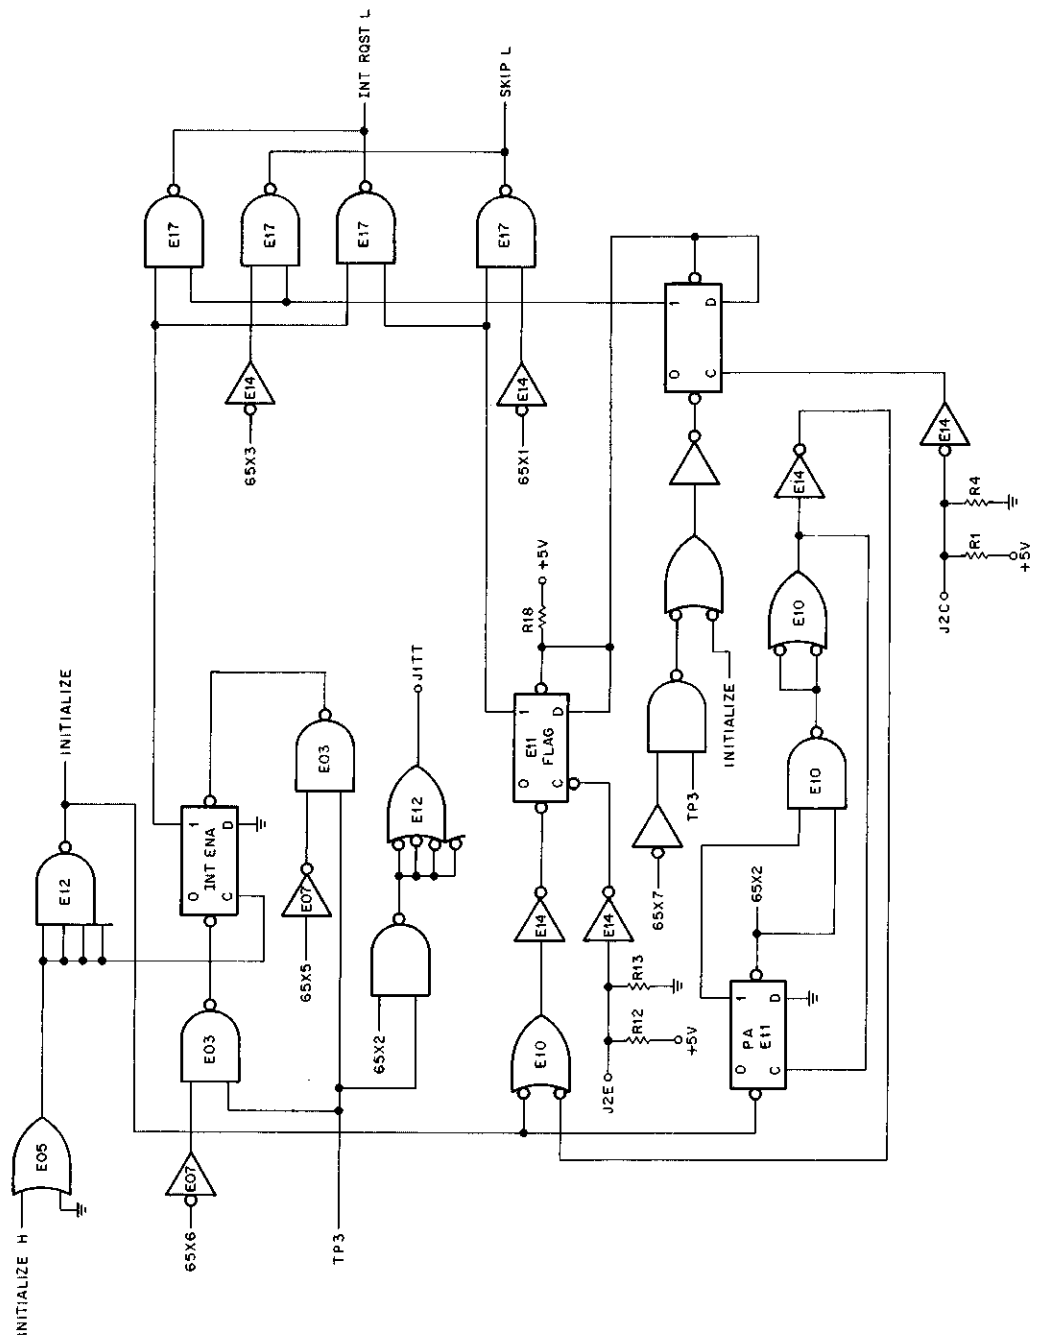 INT RQST L
SKIP L
INITIALIZE
E17
E17
E17
E17
E12
1
0
INT ENA
D
C
E14
65X3
E14
65X1
1
0
D
C
E03
J1TT
E12
E07
65X5
+5V
R18
1
0
E11
FLAG
D
C
E14
E14
R4
R1
+5V
J2C
E10
E03
65X2
E14
E14
R13
R12
+5V
J2E
TP3
INITIALIZE
65X7
E10
65X2
E05
E07
65X6
INITIALIZE H
TP3
E10
1
0
PA
E11
D
C